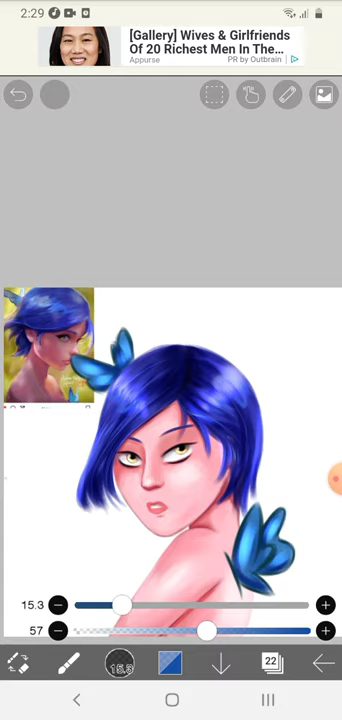 2:29
[Gallery] Wives & Girlfriends
Of 20 Richest Men In The...
Appurse
PR by Outbrain
15.3
57
15.3
22